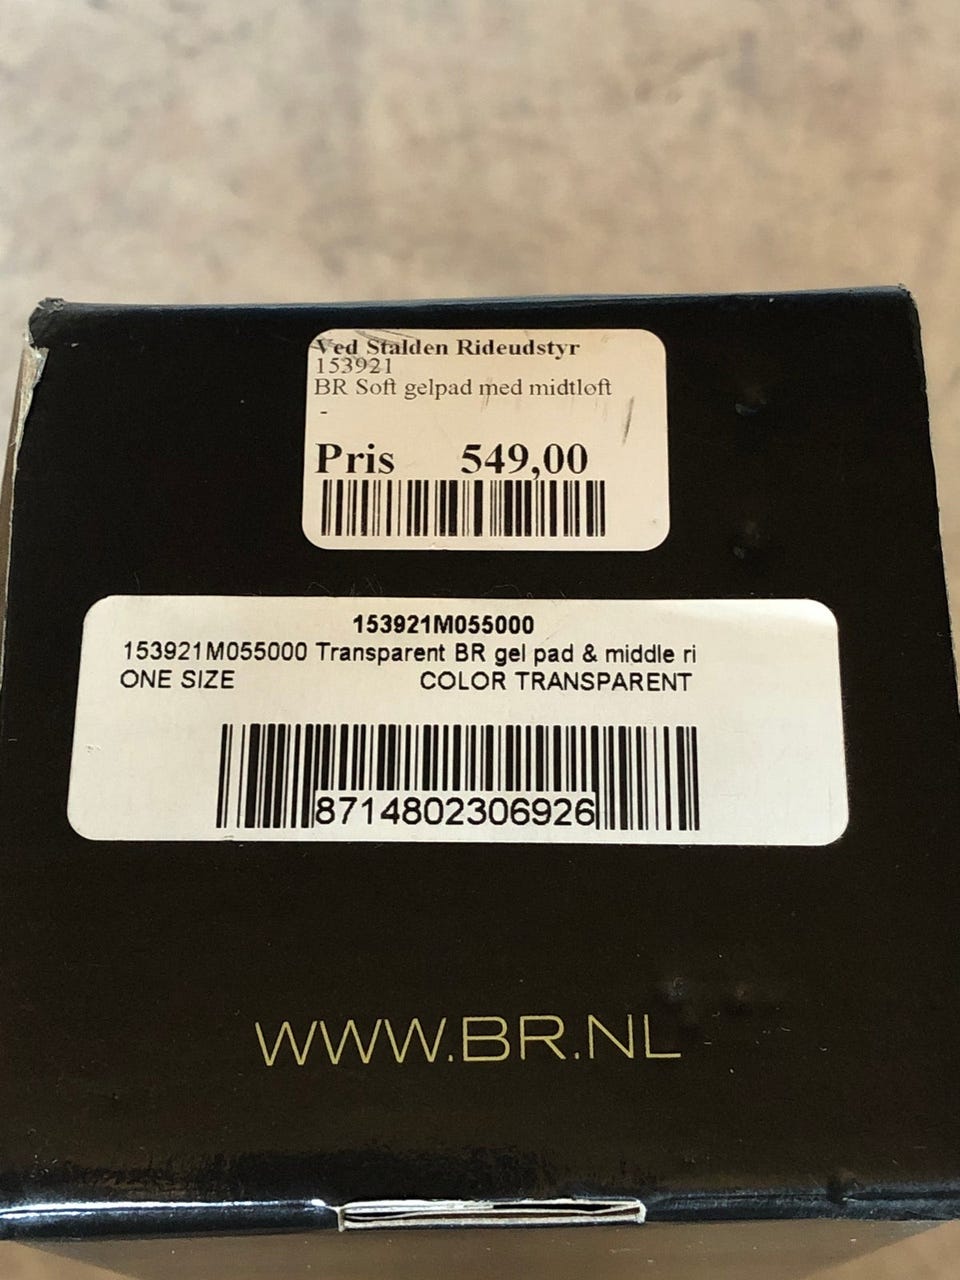 Ved Stalden Rideudstyr
153921
BR Soft gelpad med midtløft
-
Pris 549,00
153921M055000
153921M055000 Transparent BR gel pad & middle ri
ONE SIZE COLOR TRANSPARENT
8714802306926
WWW.BR.NL